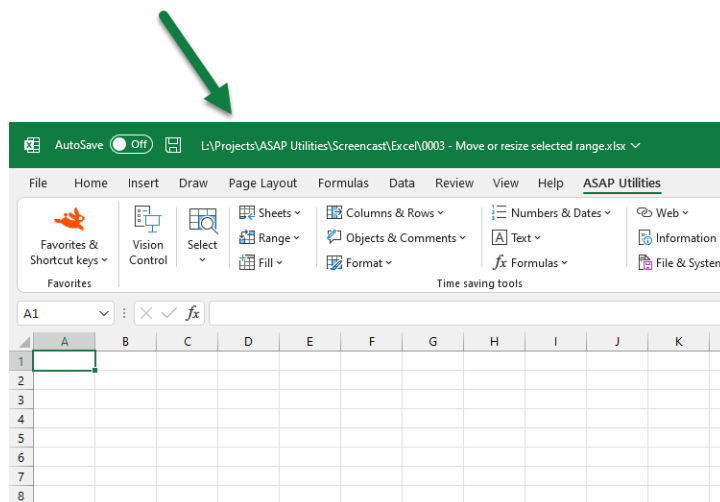 AutoSave Off L:\Projects\ASAP Utilities\Screencast\Excel\0003 - Move or resize selected range.xlsx
File Home Insert Draw Page Layout Formulas Data Review View Help ASAP Utilities
Favorites & Shortcut keys
Vision Control
Select
Sheets
Range
Fill
Columns & Rows
Objects & Comments
Format
Numbers & Dates
Text
fx Formulas
Web
Information
File & System
Favorites
Time saving tools
A1
fx
A B C D E F G H I J K
1
2
3
4
5
6
7
8